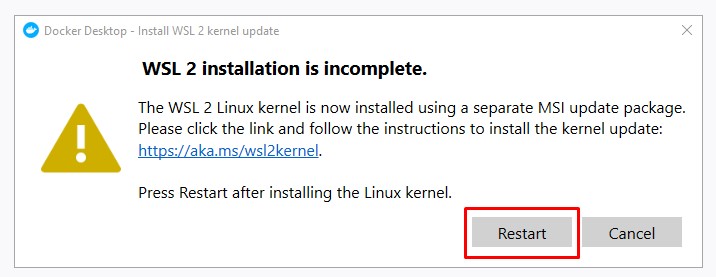 Docker Desktop - Install WSL 2 kernel update
WSL 2 installation is incomplete.
The WSL 2 Linux kernel is now installed using a separate MSI update package.
Please click the link and follow the instructions to install the kernel update:
https://aka.ms/wsl2kernel.
Press Restart after installing the Linux kernel.
Restart Cancel